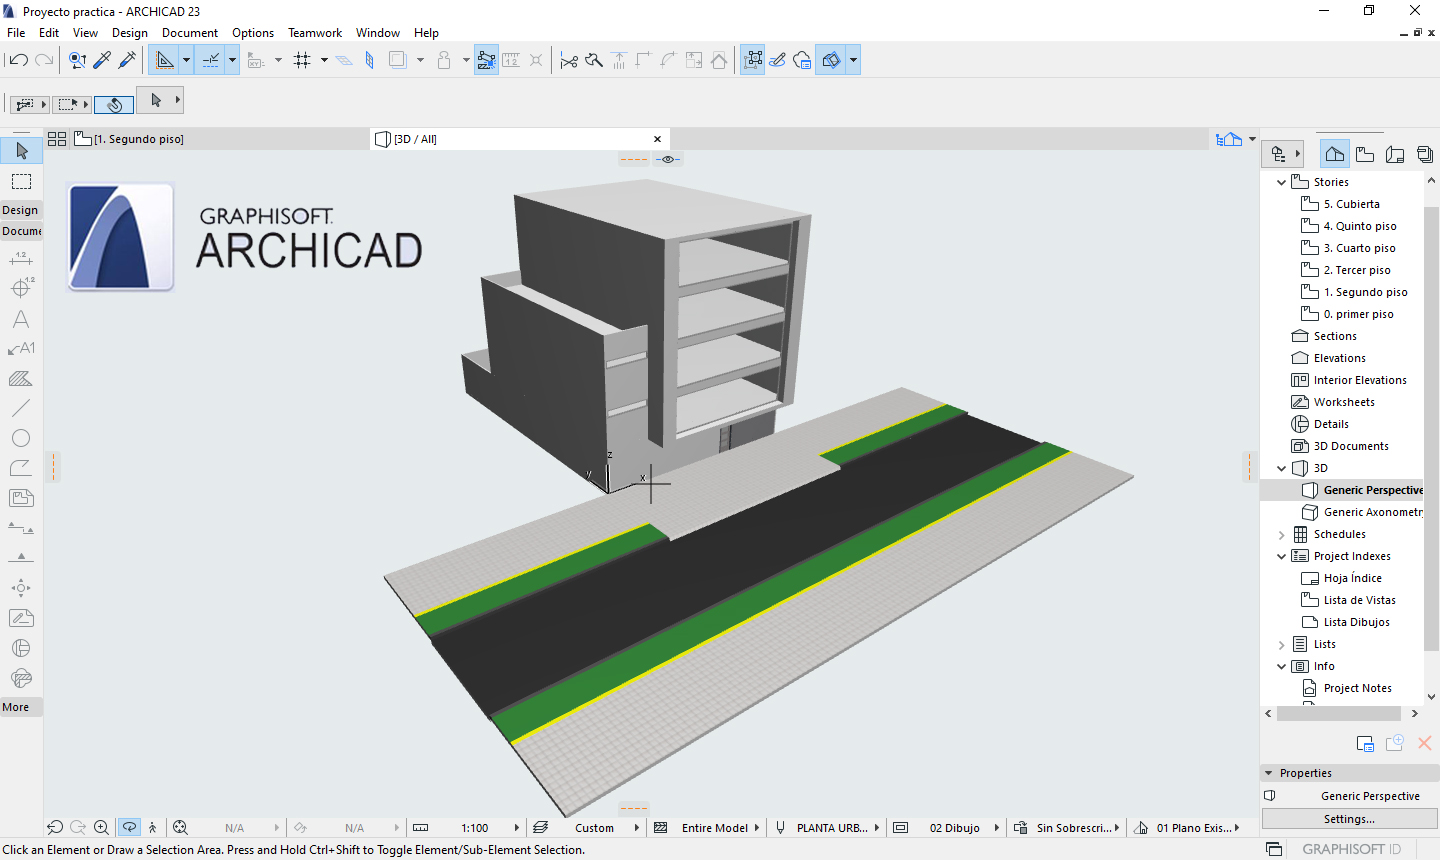 Proyecto practica - ARCHICAD 23
File Edit View Design Document Options Teamwork Window Help
[1. Segundo piso]
[3D / All]
Design
Docume
1.2
1.2
A
A1
More
GRAPHISOFT.
ARCHICAD
z
y
x
Stories
5. Cubierta
4. Quinto piso
3. Cuarto piso
2. Tercer piso
1. Segundo piso
0. primer piso
Sections
Elevations
Interior Elevations
Worksheets
Details
3D Documents
3D
Generic Perspective
Generic Axonometr
Schedules
Project Indexes
Hoja Índice
Lista de Vistas
Lista Dibujos
Lists
Info
Project Notes
Properties
Generic Perspective
Settings...
N/A N/A 1:100 Custom Entire Model PLANTA URB... 02 Dibujo Sin Sobrescri... 01 Plano Exis...
Click an Element or Draw a Selection Area. Press and Hold Ctrl+Shift to Toggle Element/Sub-Element Selection.
GRAPHISOFT ID